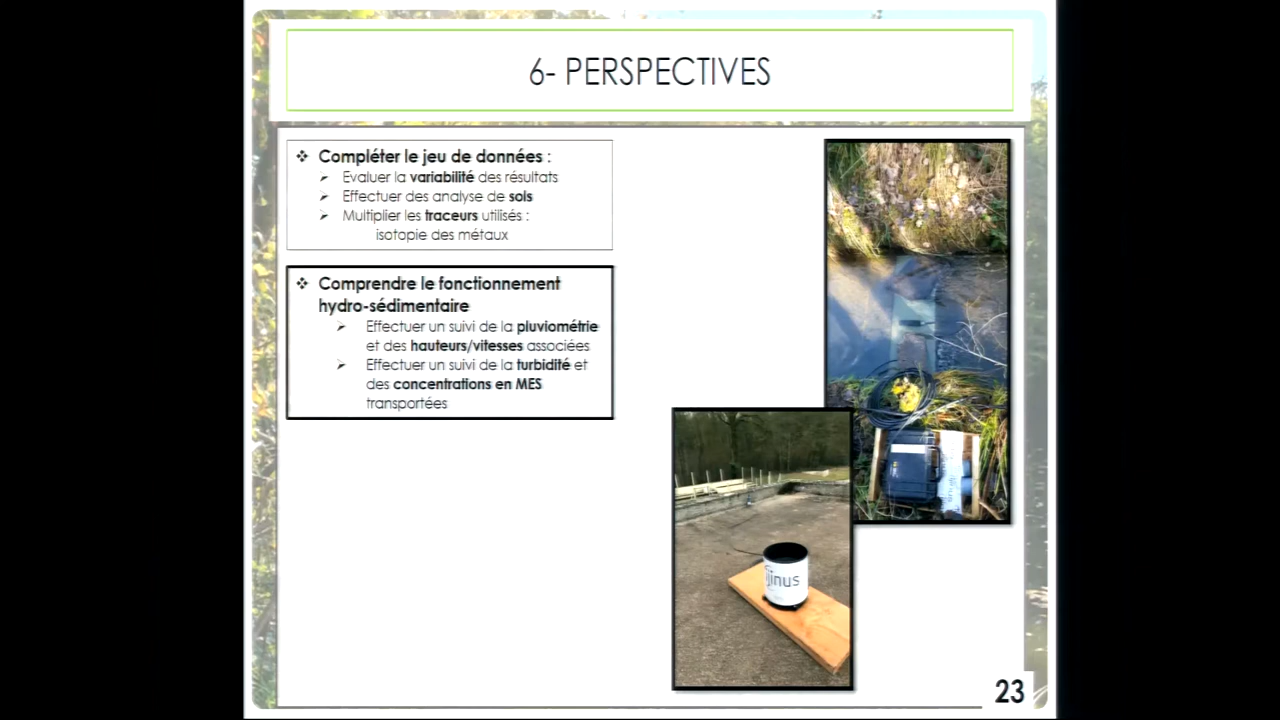 6- PERSPECTIVES
Compléter le jeu de données :
Evaluer la variabilité des résultats
Effectuer des analyse de sols
Multiplier les traceurs utilisés :
isotopie des métaux
Comprendre le fonctionnement
hydro-sédimentaire
Effectuer un suivi de la pluviométrie
et des hauteurs/vitesses associées
Effectuer un suivi de la turbidité et
des concentrations en MES
transportées
ijinus
23